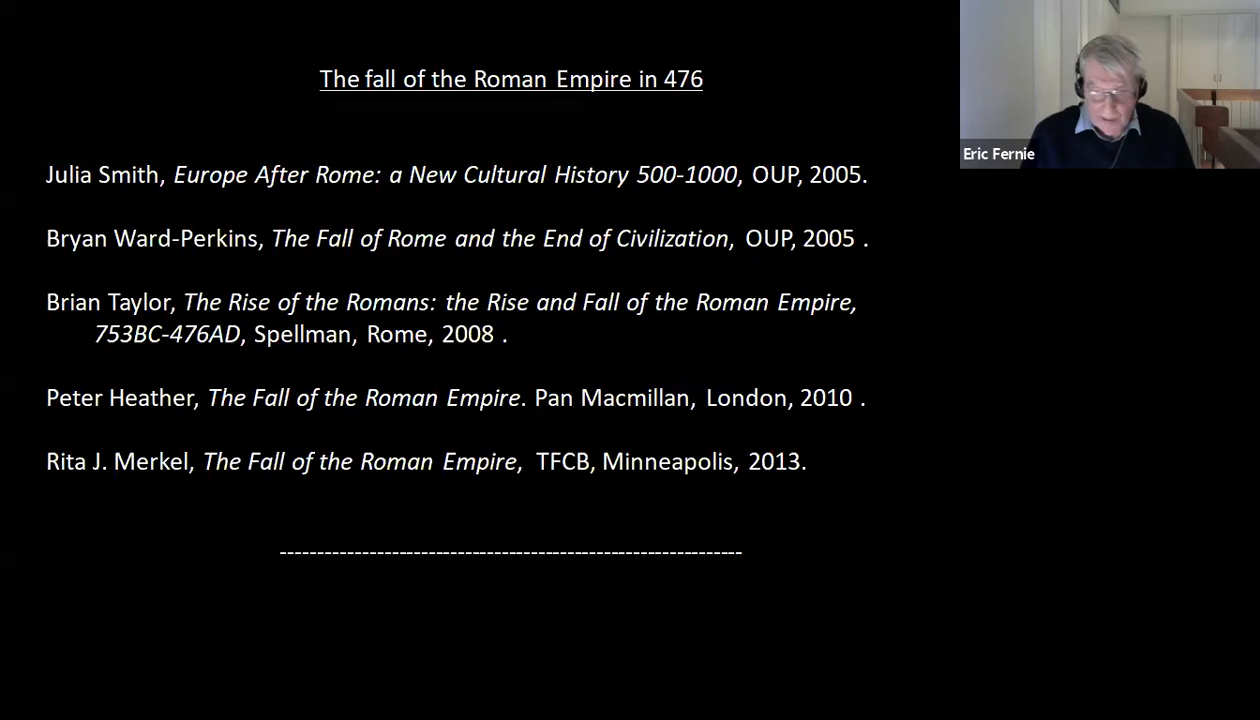 The fall of the Roman Empire in 476
Julia Smith, Europe After Rome: a New Cultural History 500-1000, OUP, 2005.
Bryan Ward-Perkins, The Fall of Rome and the End of Civilization, OUP, 2005 .
Brian Taylor, The Rise of the Romans: the Rise and Fall of the Roman Empire,
753BC-476AD, Spellman, Rome, 2008 .
Peter Heather, The Fall of the Roman Empire. Pan Macmillan, London, 2010 .
Rita J. Merkel, The Fall of the Roman Empire, TFCB, Minneapolis, 2013.
--------------------------------------------------------------
Eric Fernie